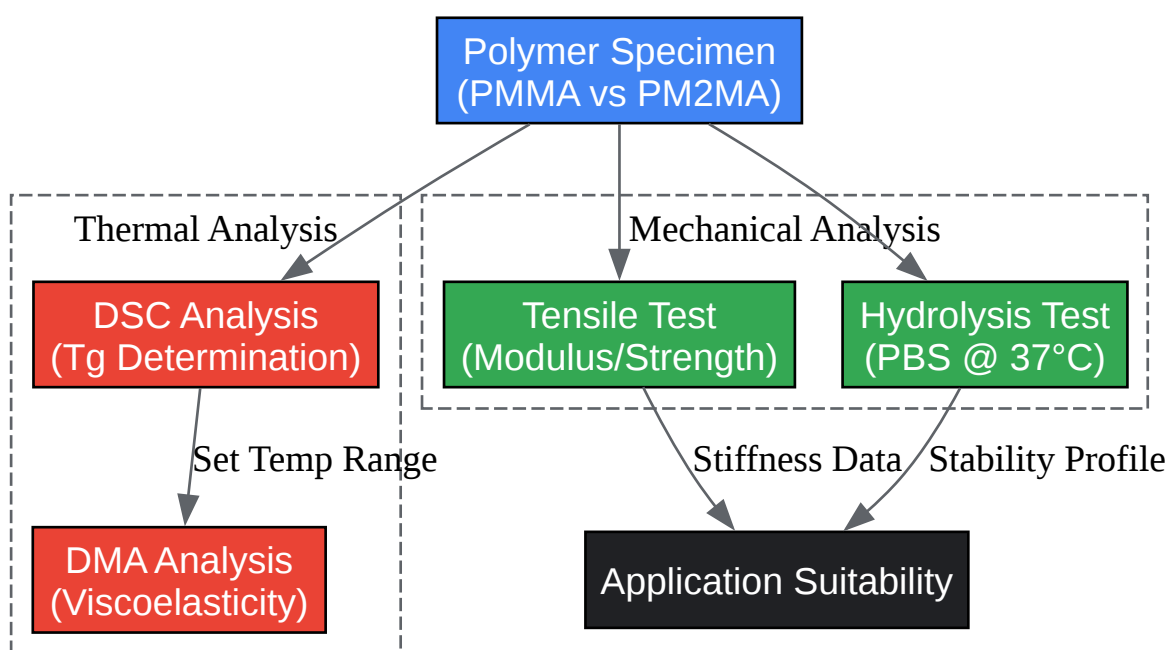 Polymer Specimen
(PMMA vs PM2MA)
Thermal Analysis
Mechanical Analysis
DSC Analysis
(Tg Determination)
Tensile Test
(Modulus/Strength)
Hydrolysis Test
(PBS @ 37°C)
Set Temp Range
Stiffness Data
Stability Profile
DMA Analysis
(Viscoelasticity)
Application Suitability